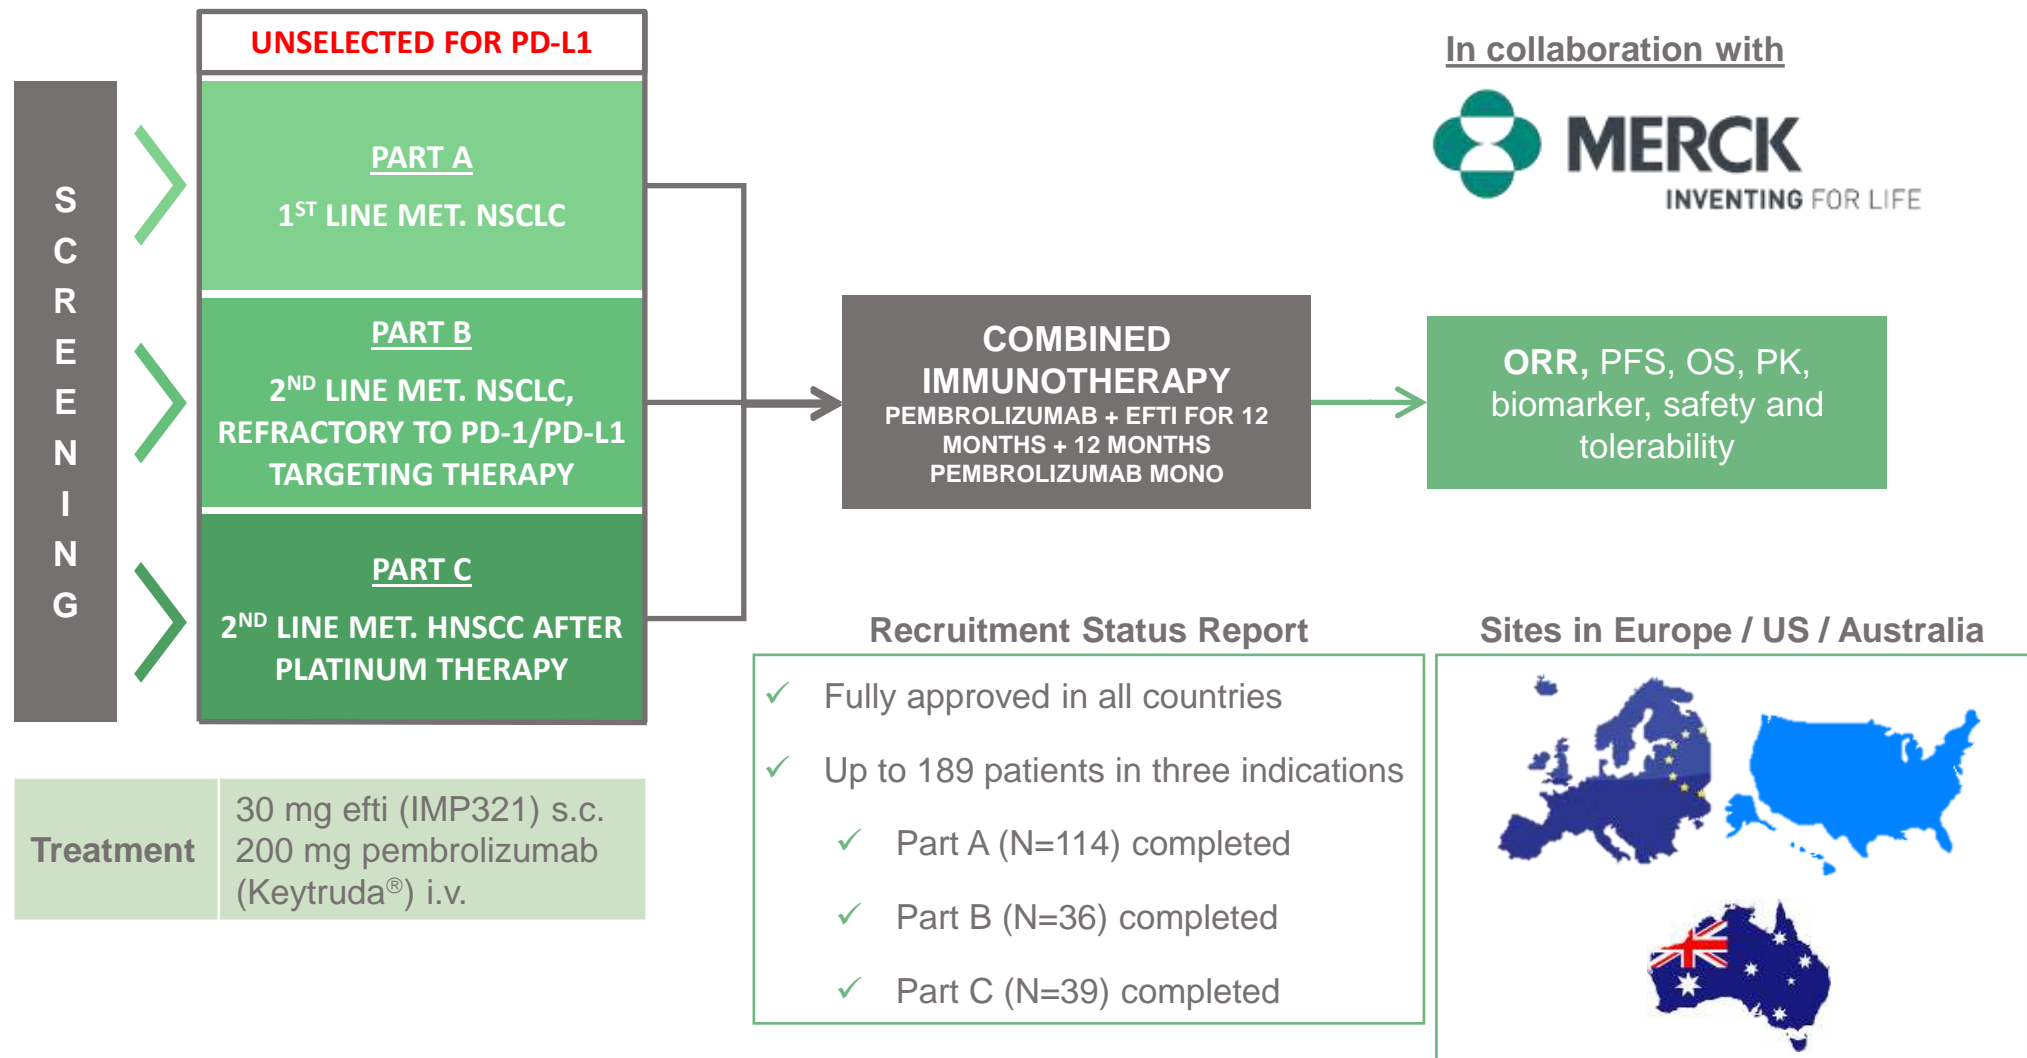 UNSELECTED FOR PD-L1
SCREENING
PART A
1ST LINE MET. NSCLC
PART B
2ND LINE MET. NSCLC,
REFRACTORY TO PD-1/PD-L1
TARGETING THERAPY
PART C
2ND LINE MET. HNSCC AFTER
PLATINUM THERAPY
Treatment
30 mg efti (IMP321) s.c.
200 mg pembrolizumab
(Keytruda®) i.v.
COMBINED
IMMUNOTHERAPY
PEMBROLIZUMAB + EFTI FOR 12
MONTHS + 12 MONTHS
PEMBROLIZUMAB MONO
In collaboration with
MERCK
INVENTING FOR LIFE
ORR, PFS, OS, PK,
biomarker, safety and
tolerability
Recruitment Status Report
✓ Fully approved in all countries
✓ Up to 189 patients in three indications
✓ Part A (N=114) completed
✓ Part B (N=36) completed
✓ Part C (N=39) completed
Sites in Europe / US / Australia